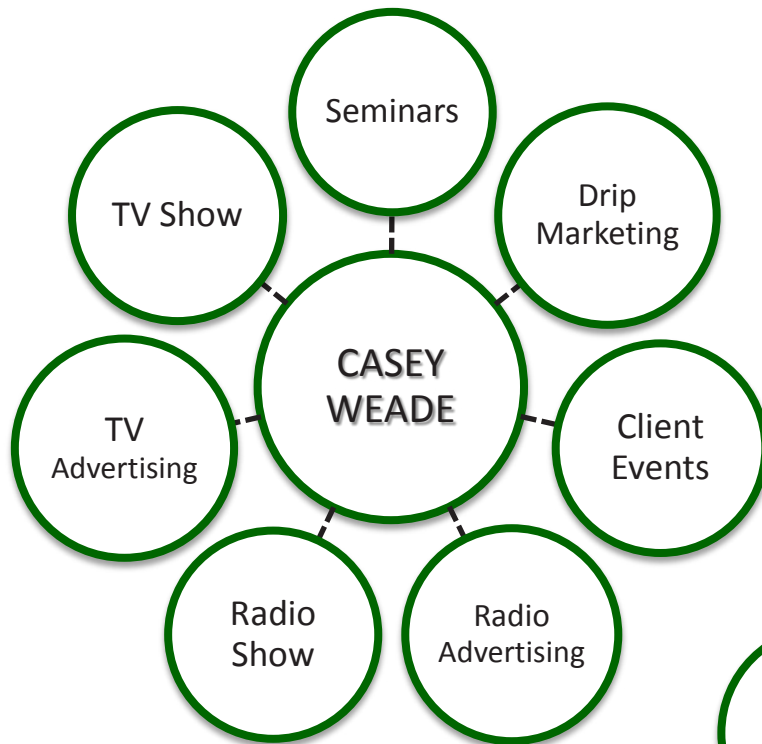 Seminars
Drip
Marketing
TV Show
CASEY
WEADE
Client
Events
TV
Advertising
Radio
Show
Radio
Advertising